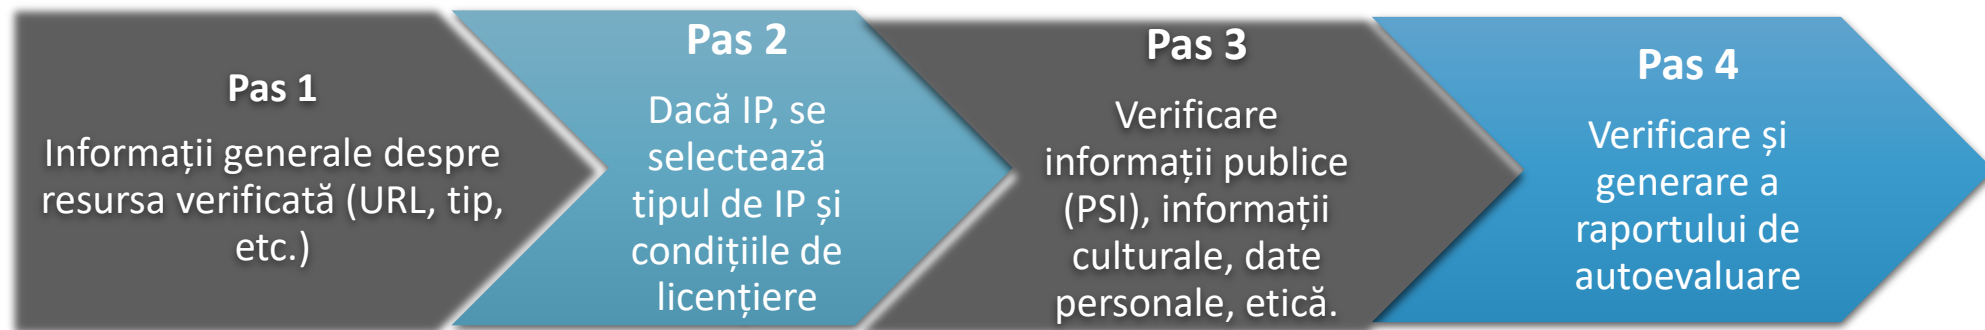 Pas 1
Informații generale despre
resursa verificată (URL, tip,
etc.)
Pas 2
Dacă IP, se
selectează
tipul de IP și
condițiile de
licențiere
Pas 3
Verificare
informații publice
(PSI), informații
culturale, date
personale, etică.
Pas 4
Verificare și
generare a
raportului de
autoevaluare